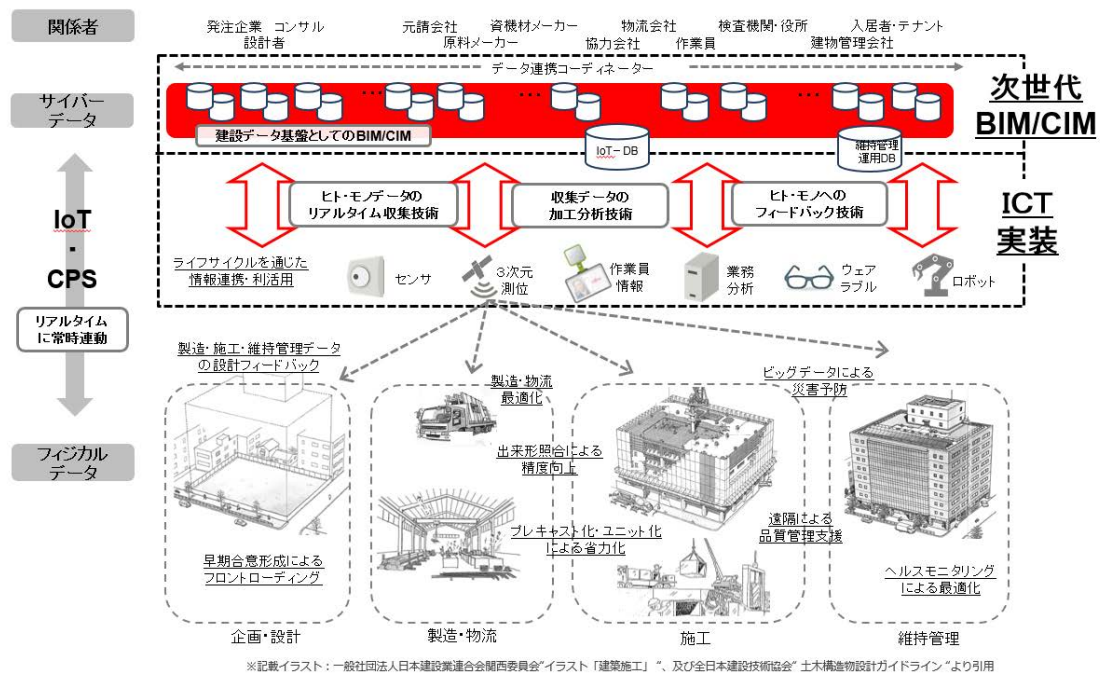 関係者
発注企業 コンサル
設計者
元請会社
原料メーカー
資機材メーカー
協力会社
物流会社
作業員
検査機関・役所
建物管理会社
入居者・テナント
データ連携コーディネーター
サイバー
データ
建設データ基盤としてのBIM/CIM
IoT-DB
維持管理
運用DB
次世代
BIM/CIM
IoT
・
CPS
リアルタイム
に常時連動
ヒト・モノデータの
リアルタイム収集技術
収集データの
加工分析技術
ヒト・モノへの
フィードバック技術
ICT
実装
ライフサイクルを通じた
情報連携・利活用
センサ
3次元
測位
作業員
情報
業務
分析
ウェア
ラブル
ロボット
製造・施工・維持管理データ
の設計フィードバック
製造・物流
最適化
ビッグデータによる
災害予防
フィジカル
データ
出来形照合による
精度向上
プレキャスト化・ユニット化
による省力化
遠隔による
品質管理支援
早期合意形成による
フロントローディング
ヘルスモニタリング
による最適化
企画・設計
製造・物流
施工
維持管理
※記載イラスト：一般社団法人日本建設業連合会関西委員会"イラスト「建築施工」"、及び全日本建設技術協会"土木構造物設計ガイドライン"より引用